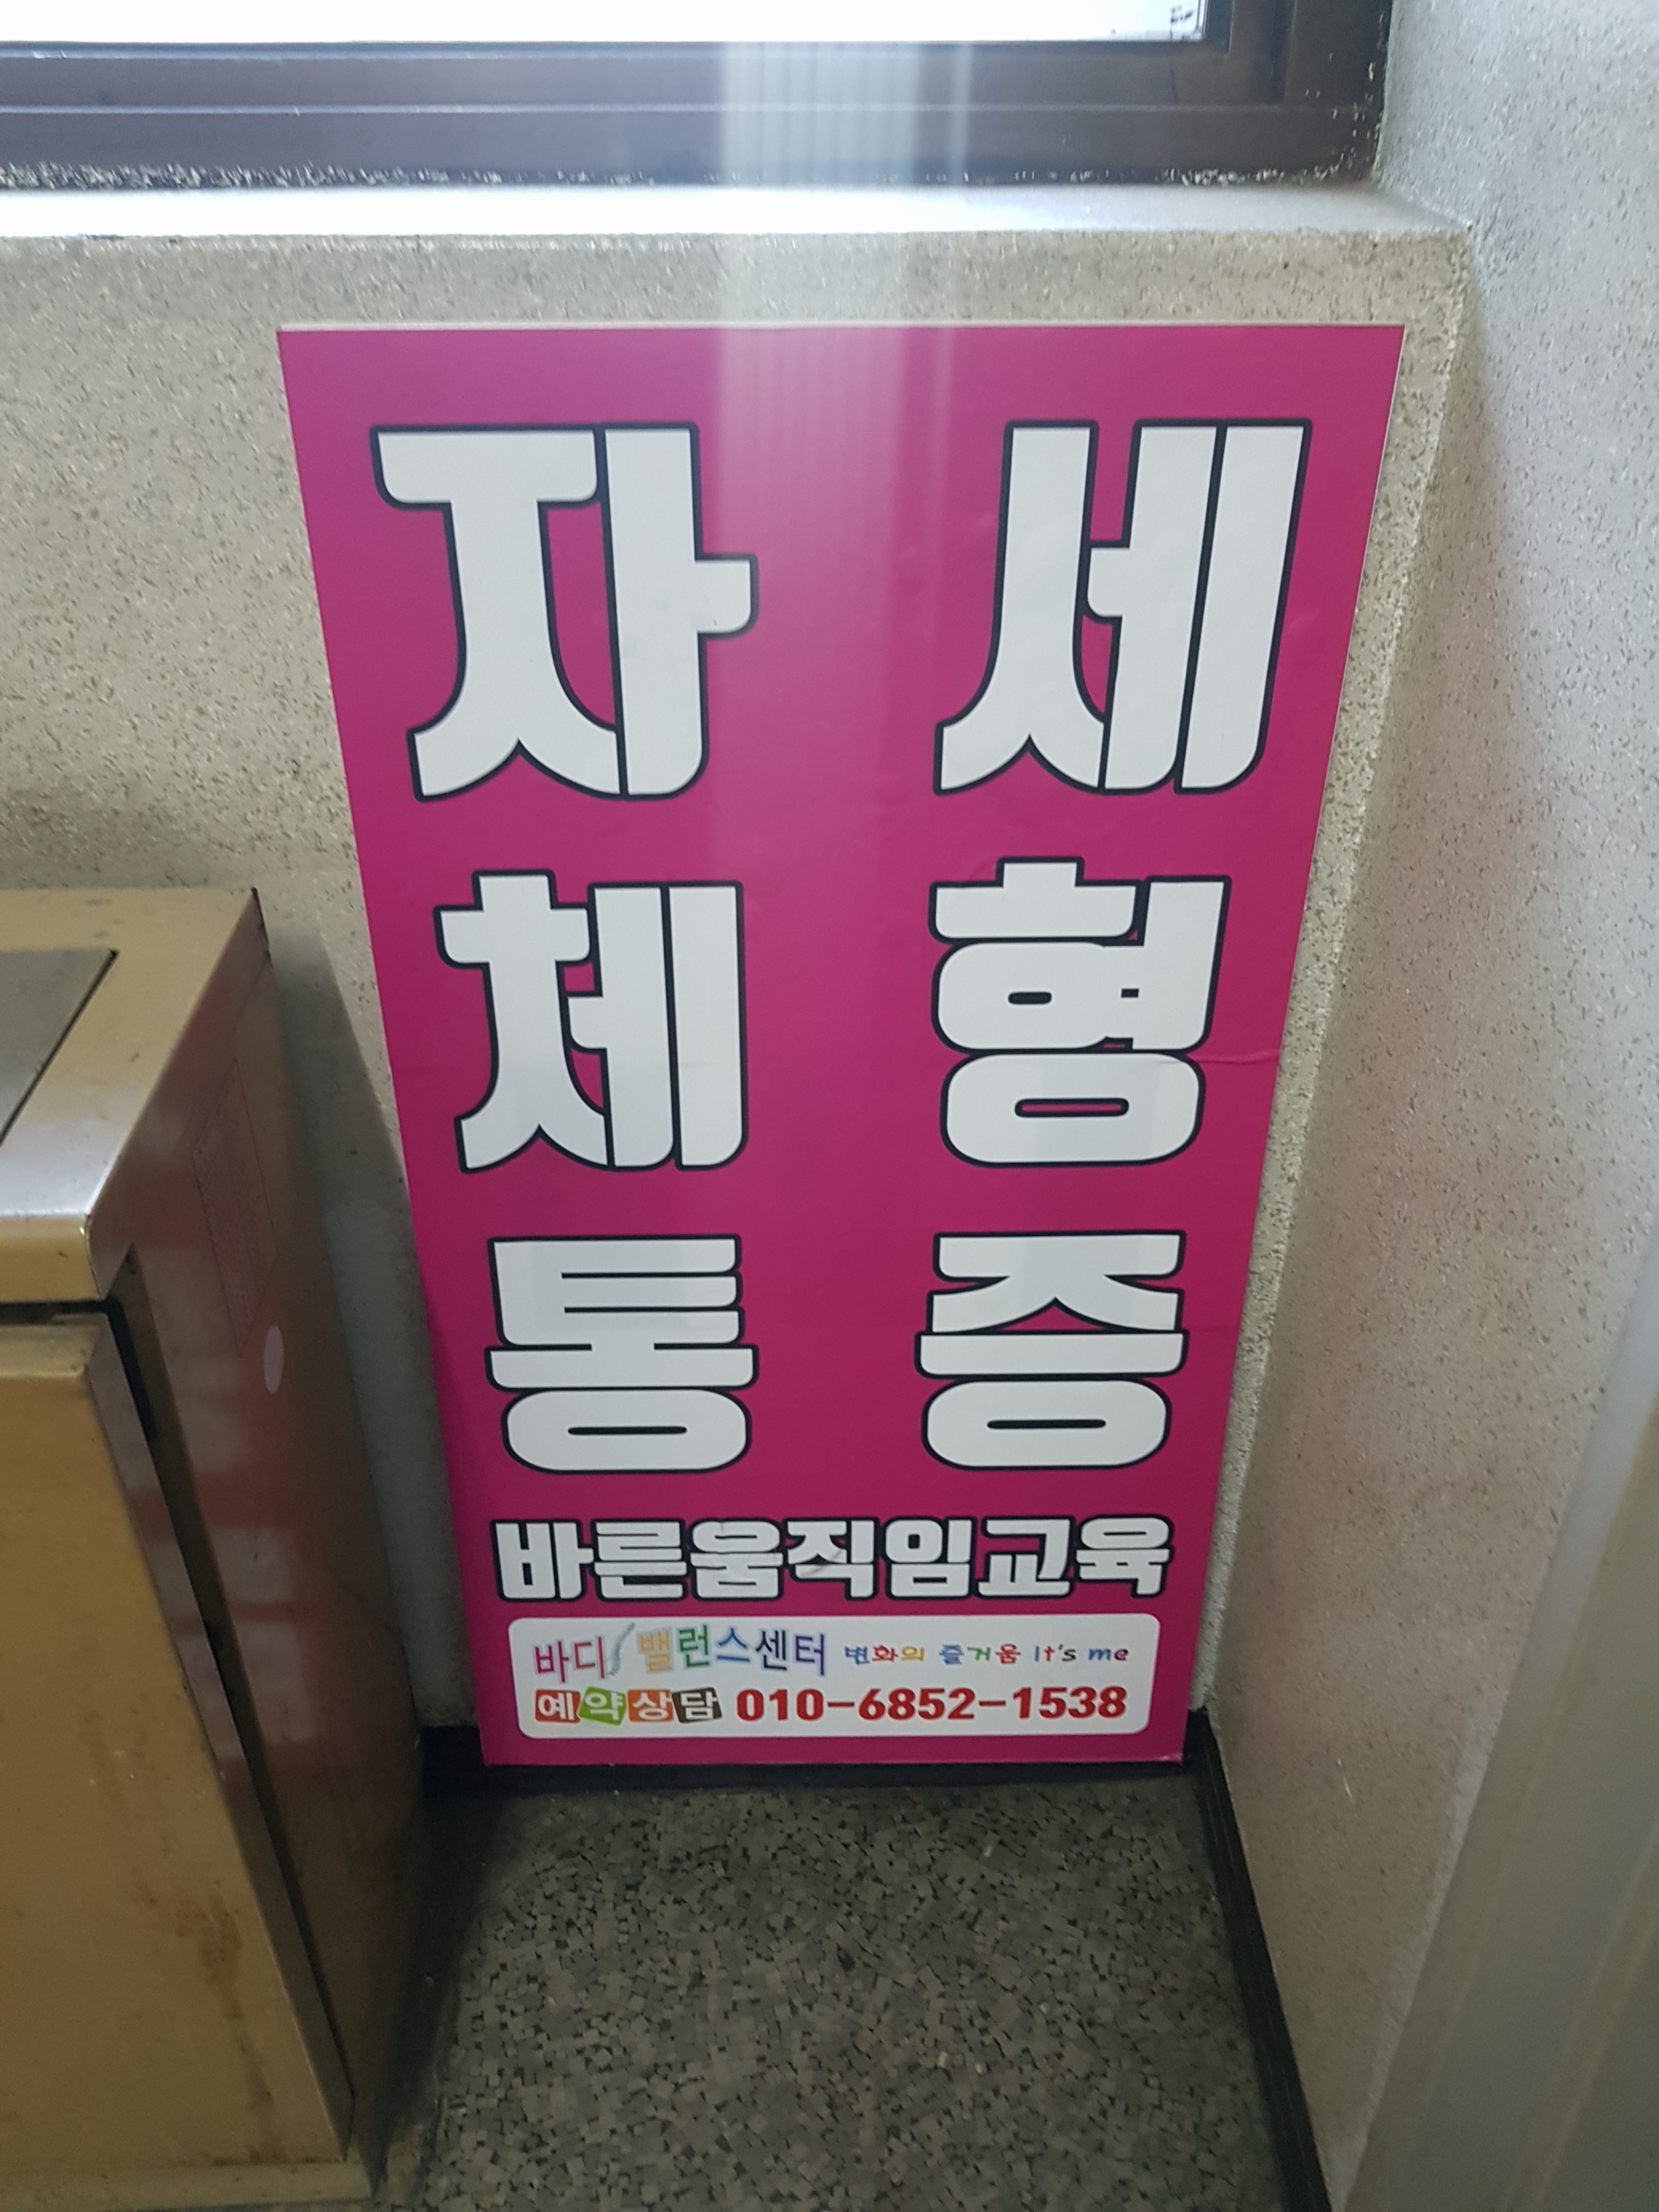 자세
체형
통증
바른움직임교육
바디 밸런스센터 변화의 즐거움 It's me
예약상담 010-6852-1538